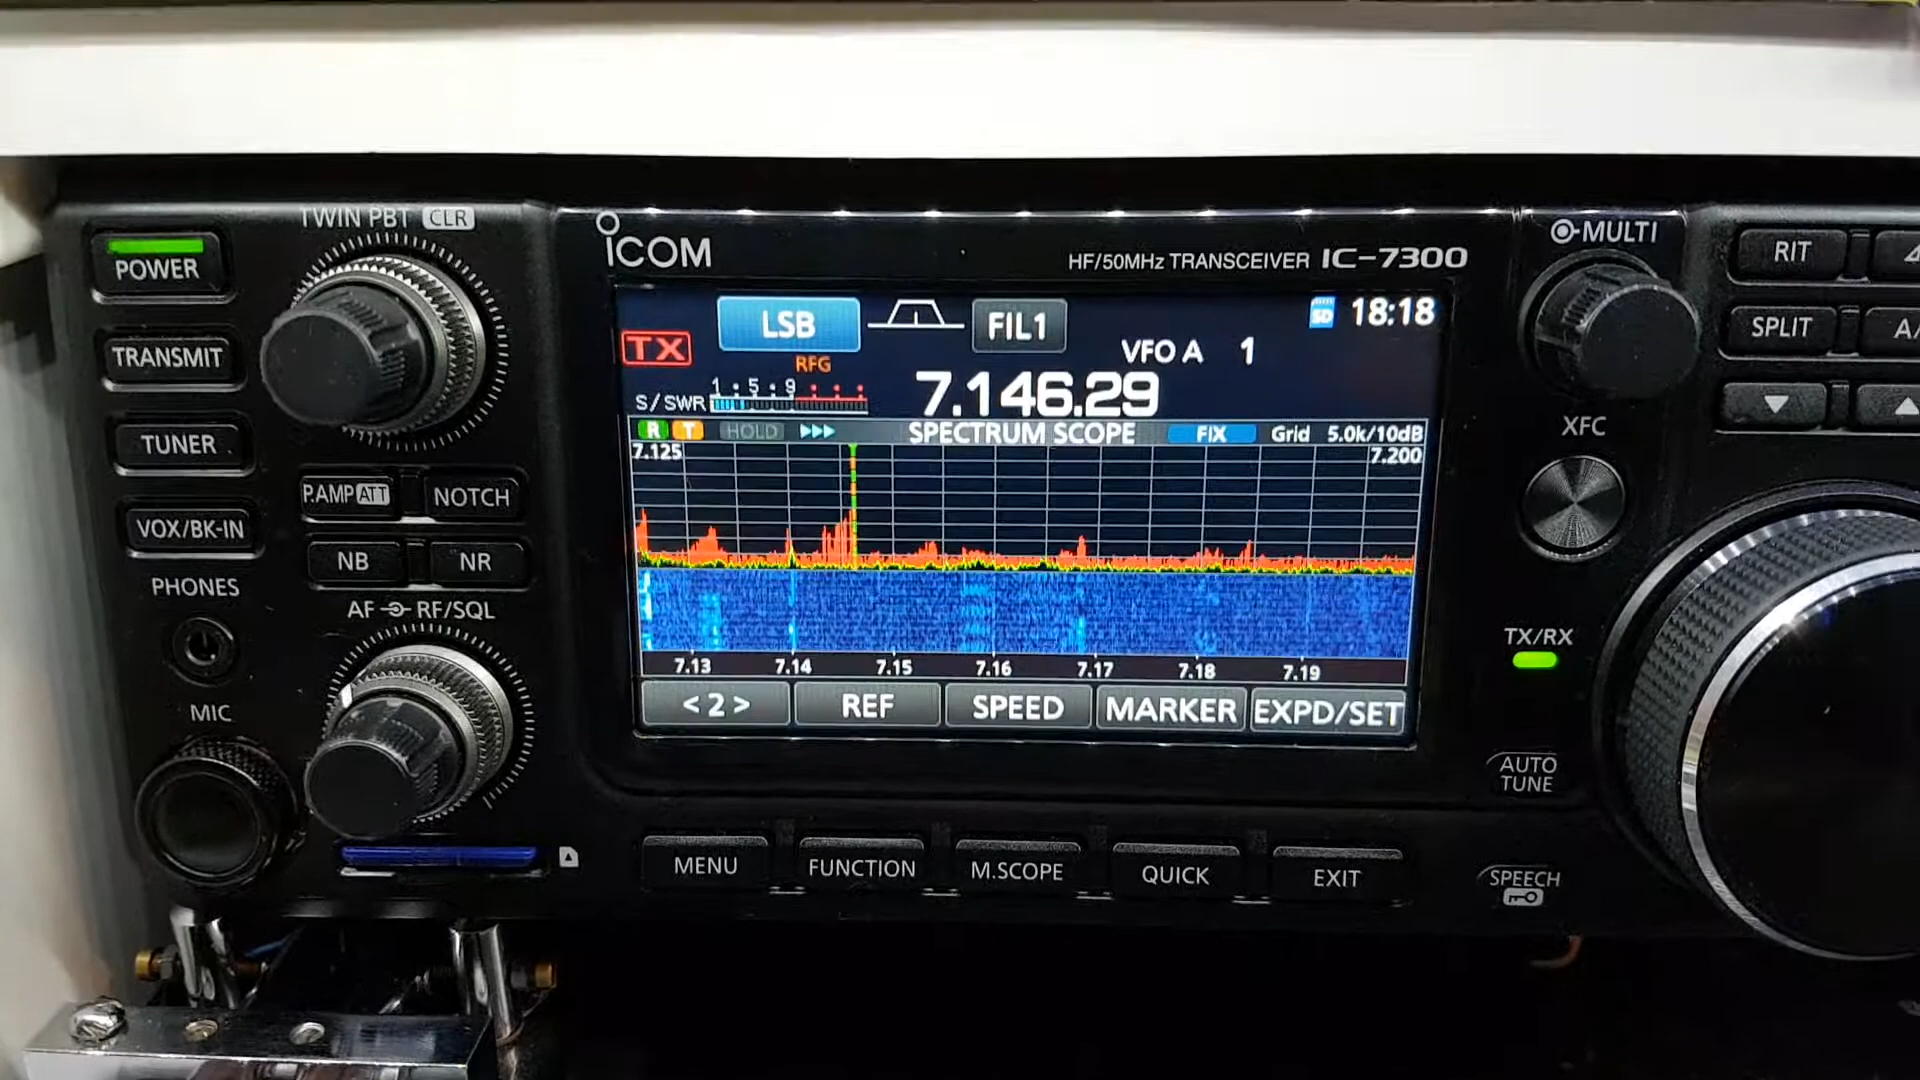 TWIN PBT CLR
POWER
TRANSMIT
TUNER
VOX/BK-IN
P.AMP ATT
NOTCH
NB
NR
PHONES
AF RF/SQL
MIC
ICOM
HF/50MHz TRANSCEIVER IC-7300
LSB
FIL1
SD
18:18
TX
RFG
VFO A 1
1 5 9
S/SWR
7.146.29
R T HOLD SPECTRUM SCOPE FIX Grid 5.0k/10dB
7.125 7.200
7.13 7.14 7.15 7.16 7.17 7.18 7.19
<2> REF SPEED MARKER EXPD/SET
MENU
FUNCTION
M.SCOPE
QUICK
EXIT
MULTI
RIT
SPLIT
XFC
TX/RX
AUTO
TUNE
SPEECH